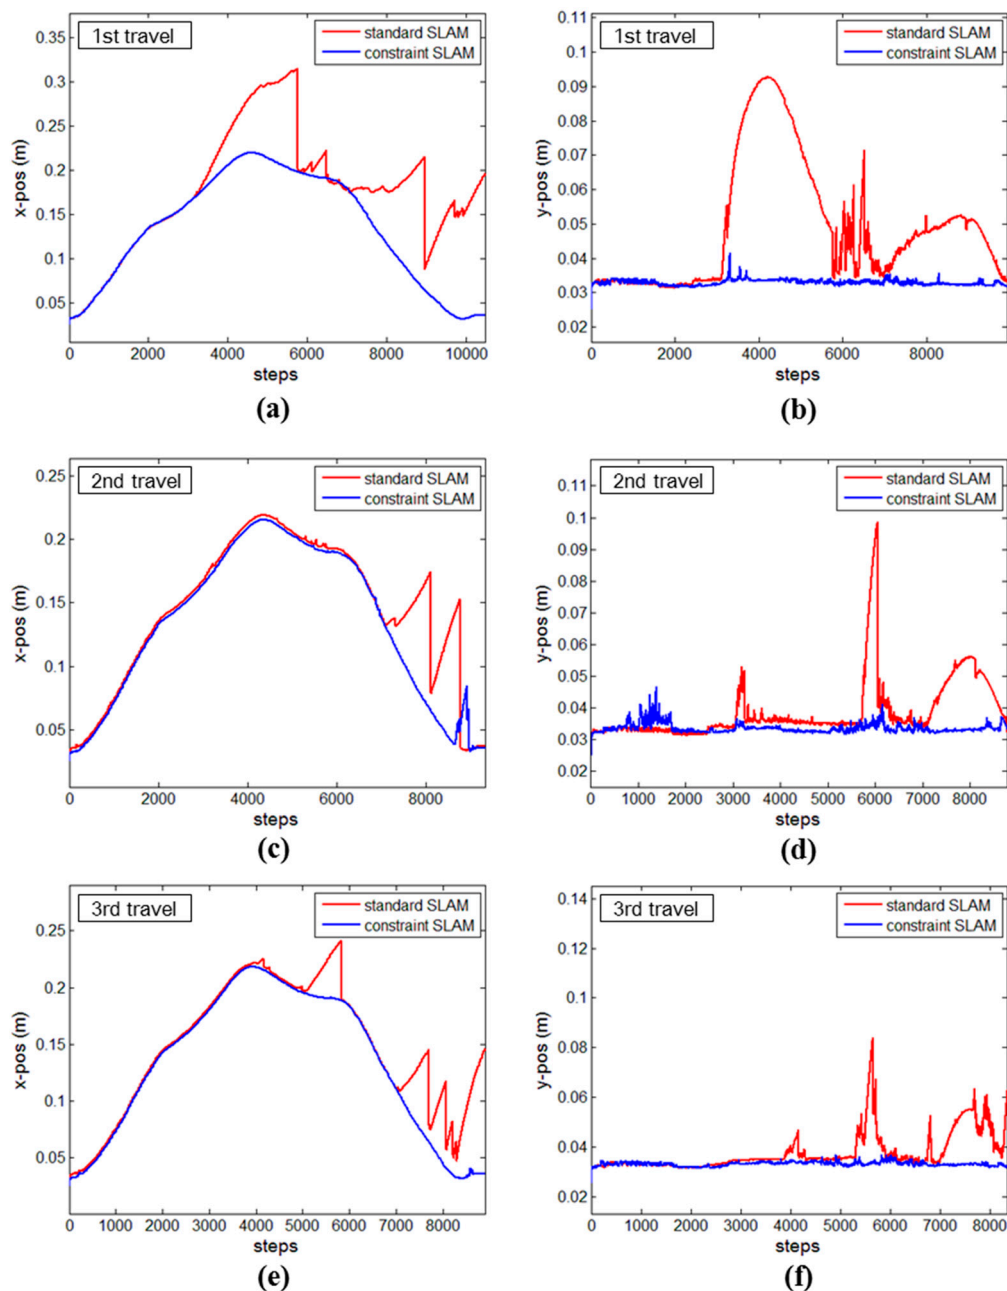 1st travel
standard SLAM
constraint SLAM
0.35
0.3
0.25
0.2
0.15
0.1
0.05
x-pos (m)
0 2000 4000 6000 8000 10000
steps
(a)
1st travel
standard SLAM
constraint SLAM
0.11
0.1
0.09
0.08
0.07
0.06
0.05
0.04
0.03
0.02
y-pos (m)
0 2000 4000 6000 8000
steps
(b)
2nd travel
standard SLAM
constraint SLAM
0.25
0.2
0.15
0.1
0.05
x-pos (m)
0 2000 4000 6000 8000
steps
(c)
2nd travel
standard SLAM
constraint SLAM
0.11
0.1
0.09
0.08
0.07
0.06
0.05
0.04
0.03
0.02
y-pos (m)
0 1000 2000 3000 4000 5000 6000 7000 8000
steps
(d)
3rd travel
standard SLAM
constraint SLAM
0.25
0.2
0.15
0.1
0.05
x-pos (m)
0 1000 2000 3000 4000 5000 6000 7000 8000
steps
(e)
3rd travel
standard SLAM
constraint SLAM
0.14
0.12
0.1
0.08
0.06
0.04
0.02
y-pos (m)
0 1000 2000 3000 4000 5000 6000 7000 8000
steps
(f)